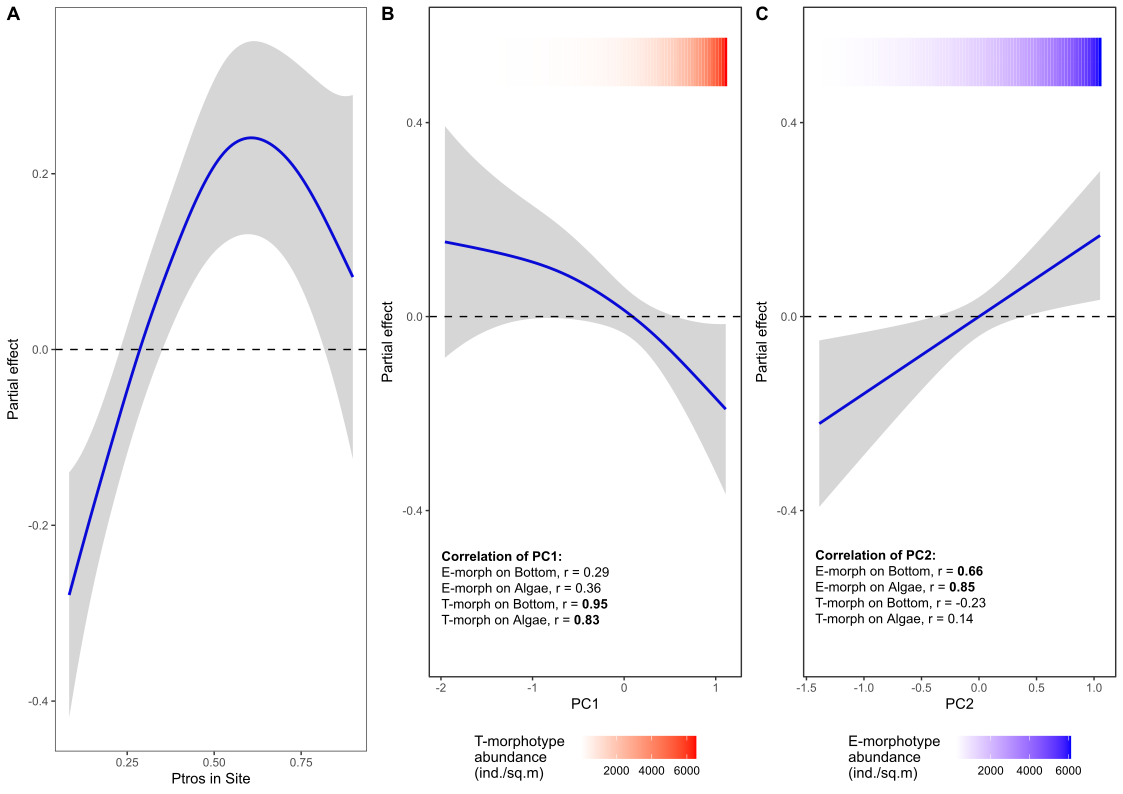 A
B
C
Partial effect
0.2
0.0
-0.2
-0.4
0.25
0.50
0.75
Ptros in Site
Partial effect
0.4
0.0
-0.4
Correlation of PC1:
E-morph on Bottom, r = 0.29
E-morph on Algae, r = 0.36
T-morph on Bottom, r = 0.95
T-morph on Algae, r = 0.83
-2
-1
0
1
PC1
T-morphotype
abundance
(ind./sq.m)
2000
4000
6000
Partial effect
0.4
0.0
-0.4
Correlation of PC2:
E-morph on Bottom, r = 0.66
E-morph on Algae, r = 0.85
T-morph on Bottom, r = -0.23
T-morph on Algae, r = 0.14
-1.5
-1.0
-0.5
0.0
0.5
1.0
PC2
E-morphotype
abundance
(ind./sq.m)
2000
4000
6000